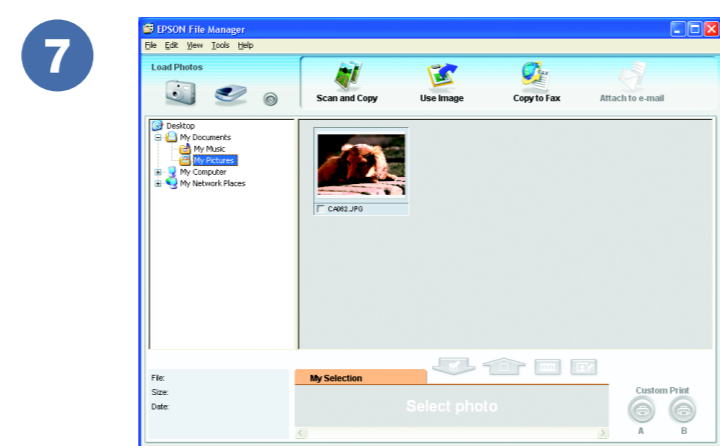 7
EPSON File Manager
File Edit View Tools Help
Load Photos
Scan and Copy
Use Image
Copy to Fax
Attach to e-mail
Desktop
My Documents
My Music
My Pictures
My Computer
My Network Places
CA062.JPG
File:
Size:
Date:
My Selection
Select photo
Custom Print
A B